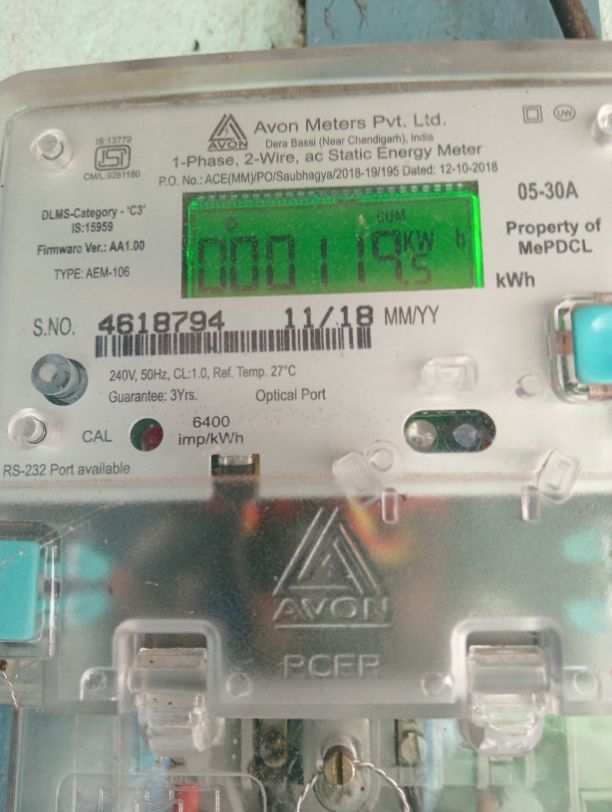 IS:13779
CM/L:9261180
AVON
Avon Meters Pvt. Ltd.
Dera Bassi (Near Chandigarh), India
1-Phase, 2-Wire, ac Static Energy Meter
P.O. No.: ACE(MM)/PO/Saubhagya/2018-19/195 Dated: 12-10-2018
UW
DLMS-Category - 'C3'
IS:15959
Firmware Ver.: AA1.00
TYPE: AEM-106
CUM
000119.5 KW h
05-30A
Property of
MePDCL
kWh
S.NO. 4618794 11/18 MM/YY
240V, 50Hz, CL:1.0, Ref. Temp. 27°C
Guarantee: 3Yrs. Optical Port
CAL
6400
imp/kWh
RS-232 Port available
AVON